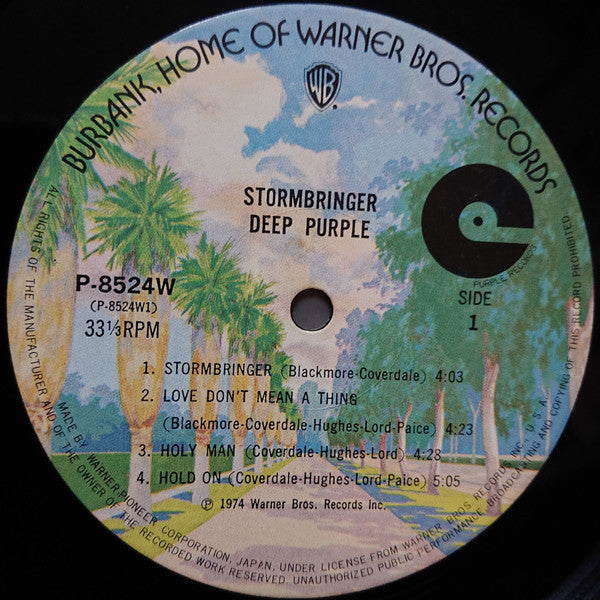 BURBANK, HOME OF WARNER BROS. RECORDS
WB
STORMBRINGER
DEEP PURPLE
PURPLE RECORDS
P-8524W
(P-8524W1)
33⅓RPM
SIDE
1
1. STORMBRINGER (Blackmore-Coverdale) 4:03
2. LOVE DON'T MEAN A THING
(Blackmore-Coverdale-Hughes-Lord-Paice) 4:23
3. HOLY MAN (Coverdale-Hughes-Lord) 4:28
4. HOLD ON (Coverdale-Hughes-Lord-Paice) 5:05
Ⓟ 1974 Warner Bros. Records Inc.
MADE BY WARNER-PIONEER CORPORATION, JAPAN, UNDER LICENSE FROM WARNER BROS RECORDS INC., U.S.A.
ALL RIGHTS OF THE MANUFACTURER AND OF THE OWNER OF THE RECORDED WORK RESERVED. UNAUTHORIZED PUBLIC PERFORMANCE, BROADCASTING AND COPYING OF THIS RECORD PROHIBITED